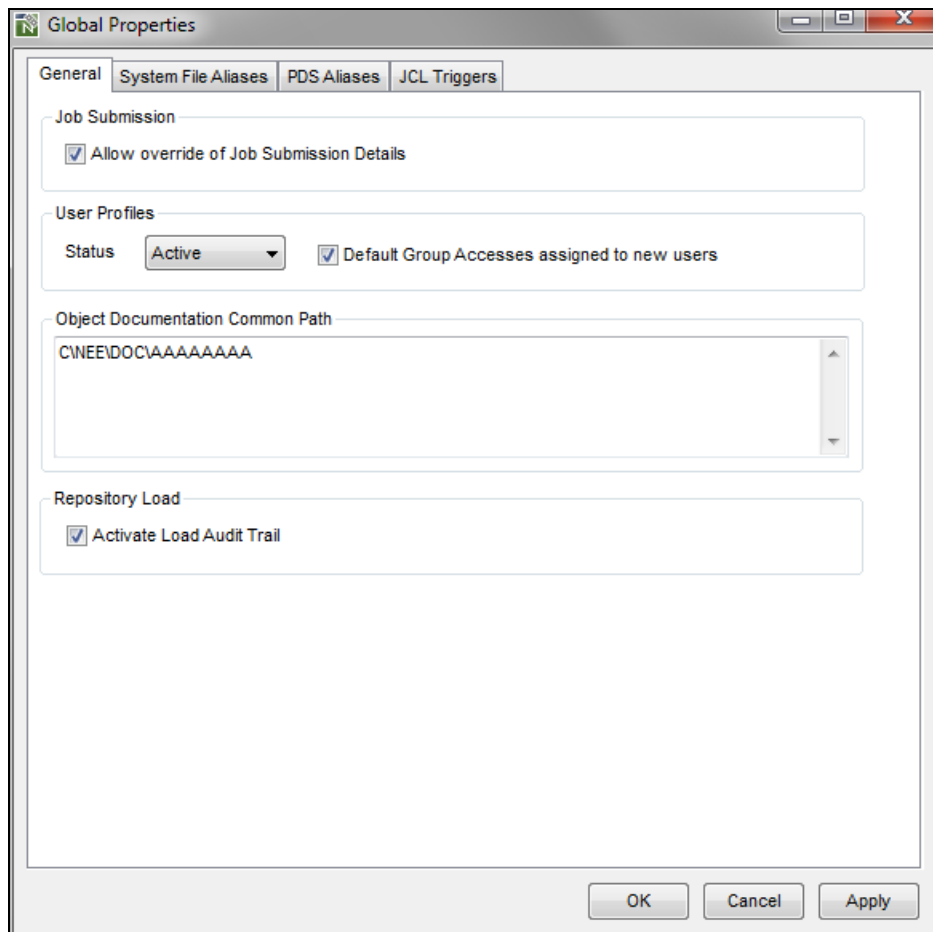 Global Properties
General System File Aliases PDS Aliases JCL Triggers
Job Submission
Allow override of Job Submission Details
User Profiles
Status Active Default Group Accesses assigned to new users
Object Documentation Common Path
C\NEE\DOC\AAAAAAAA
Repository Load
Activate Load Audit Trail
OK Cancel Apply